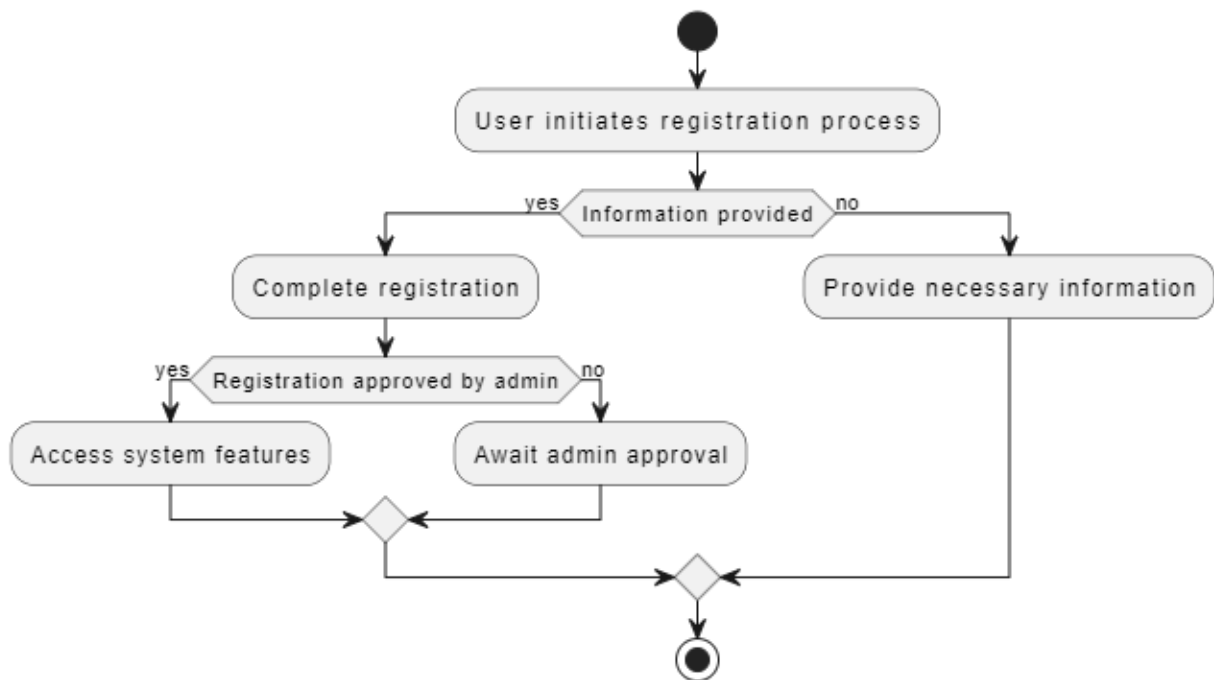 User initiates registration process
yes
Information provided
no
Complete registration
Provide necessary information
yes
Registration approved by admin
no
Access system features
Await admin approval